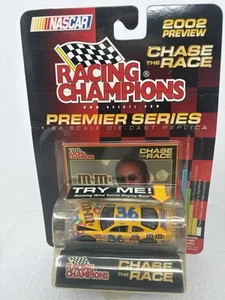 NASCAR
2002
PREVIEW
CHASE
THE
RACE
RACING
CHAMPIONS
PREMIER SERIES
1:64 SCALE DIE-CAST REPLICA
CHASE
THE RACE
m&m's
TRY ME!
36
36
RACING
CHAMPIONS
CHASE
THE RACE